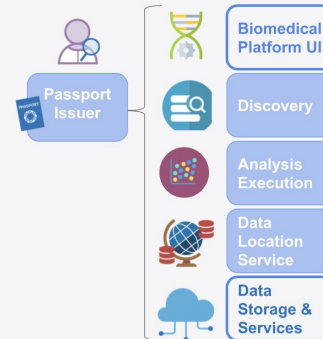 Passport
Issuer
PASSPORT
Biomedical
Platform UI
Discovery
Analysis
Execution
Data
Location
Service
Data
Storage &
Services